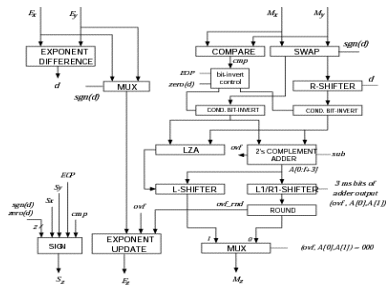 Ex
Ey
Mx
My
EXPONENT
DIFFERENCE
COMPARE
SWAP
sgn(d)
cmp
EOP
zero(d)
bit-invert
control
R-SHIFTER
d
d
sgn(d)
MUX
COND. BIT-INVERT
COND. BIT-INVERT
LZA
ovf
2's COMPLEMENT
ADDER
sub
A[0:f+3]
L-SHIFTER
L1/R1-SHIFTER
3 ms bits of
adder output
(ovf, A[0],A[1])
EOP
Sy
Sx
sgn(d)
zero(d)
cmp
ovf
ovf_rnd
ROUND
2
SIGN
EXPONENT
UPDATE
1
0
MUX
(ovf, A[0],A[1]) = 000
Sz
Ez
Mz